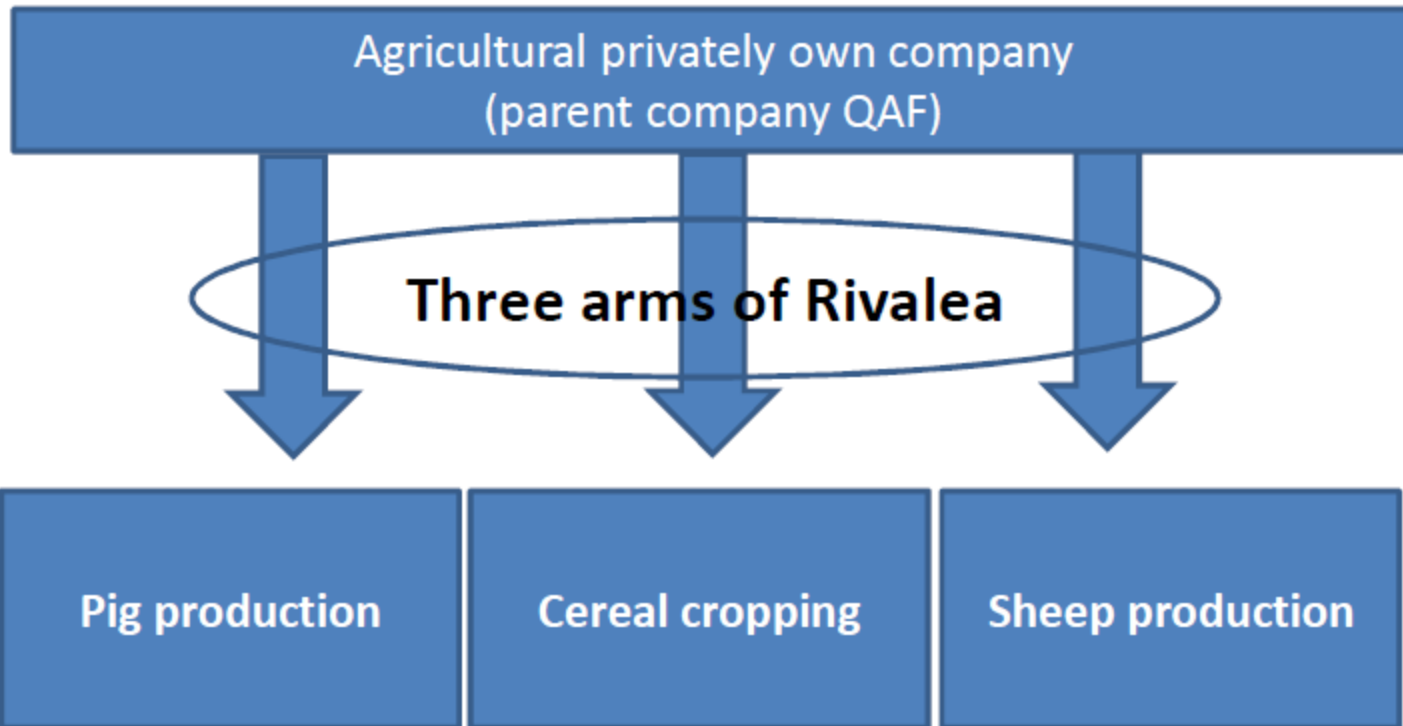 Agricultural privately own company
(parent company QAF)
Three arms of Rivalea
Pig production
Cereal cropping
Sheep production